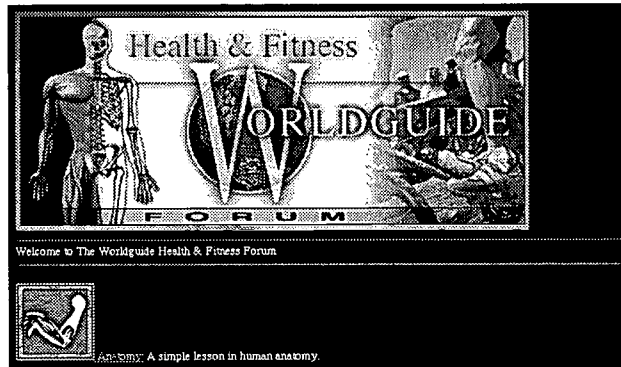 Health & Fitness
WORLDGUIDE
FORUM
Welcome to The Worldguide Health & Fitness Forum
Anatomy: A simple lesson in human anatomy.